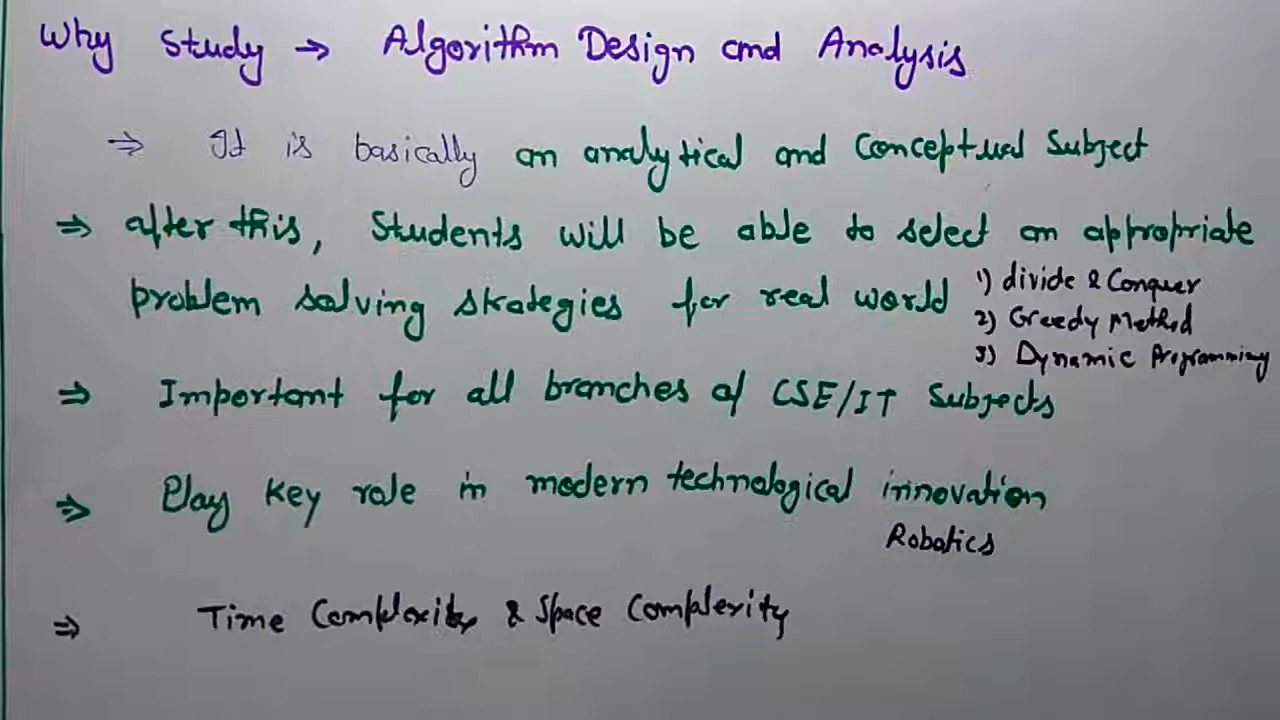 Why Study → Algorithm Design and Analysis
⇒ It is basically an analytical and Conceptual Subject
⇒ after this, Students will be able to select an appropriate
problem solving strategies for real world
1) divide & Conquer
2) Greedy Method
3) Dynamic Programming
⇒ Important for all branches of CSE/IT Subjects
⇒ Play Key role in modern technological innovation
Robotics
⇒ Time Complexity & Space Complexity